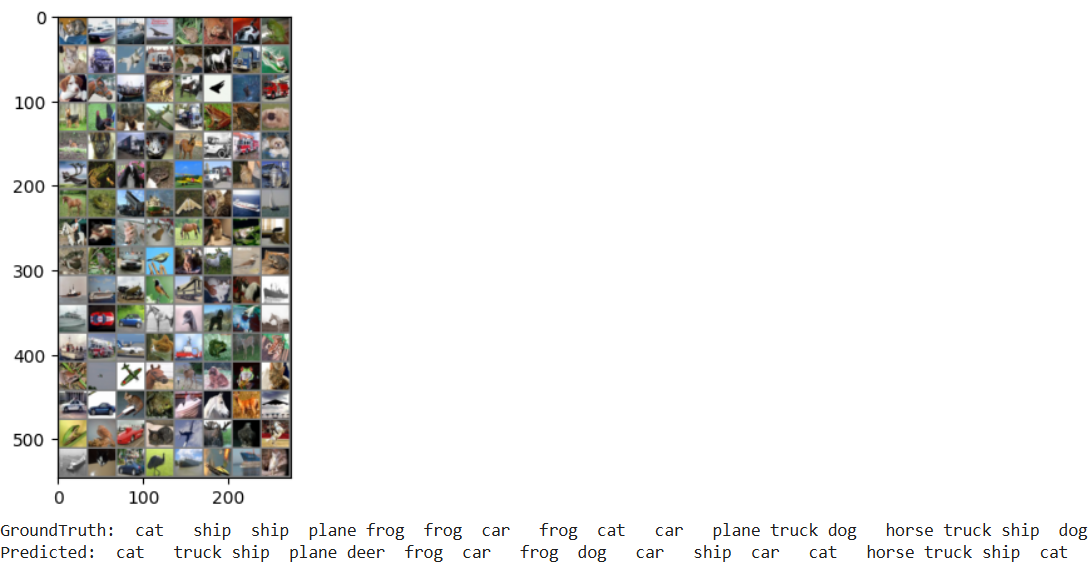 0
100
200
300
400
500
0 100 200
GroundTruth: cat ship ship plane frog frog car frog cat car plane truck dog horse truck ship dog
Predicted: cat truck ship plane deer frog car frog dog car ship car cat horse truck ship cat